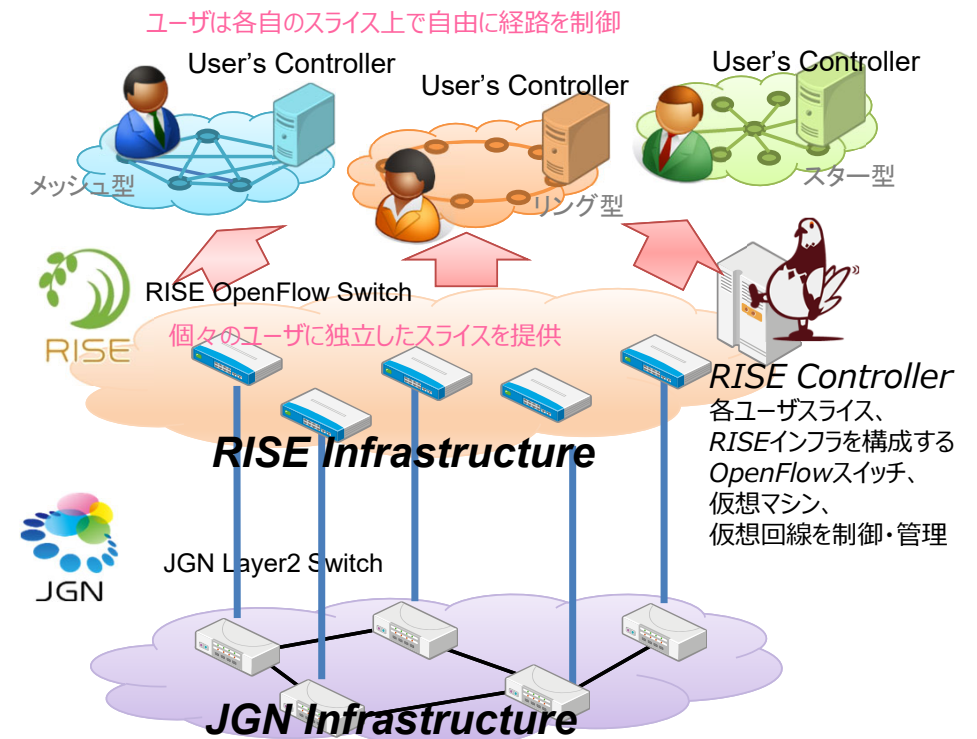 ユーザは各自のスライス上で自由に経路を制御
User's Controller
User's Controller
User's Controller
メッシュ型
リング型
スター型
RISE
RISE OpenFlow Switch
個々のユーザに独立したスライスを提供
RISE Infrastructure
RISE Controller
各ユーザスライス、
RISEインフラを構成する
OpenFlowスイッチ、
仮想マシン、
仮想回線を制御・管理
JGN
JGN Layer2 Switch
JGN Infrastructure